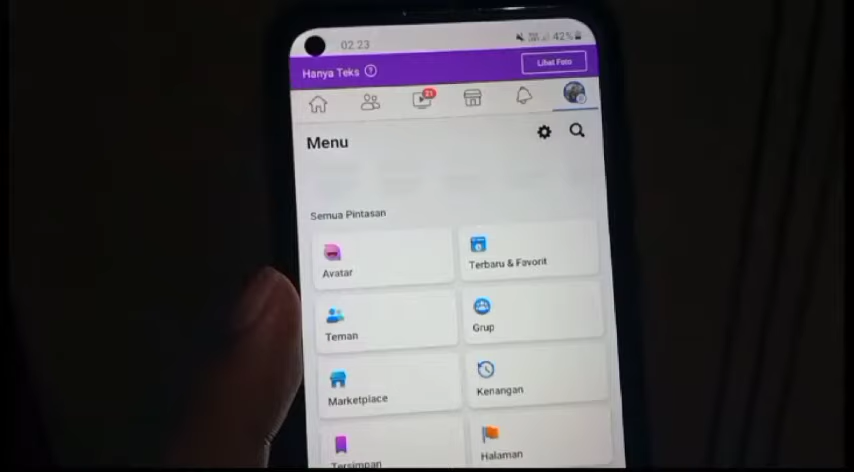 02.23
42%
Hanya Teks
Lihat Foto
21
Menu
Semua Pintasan
Avatar
Terbaru & Favorit
Teman
Grup
Marketplace
Kenangan
Tersimpan
Halaman